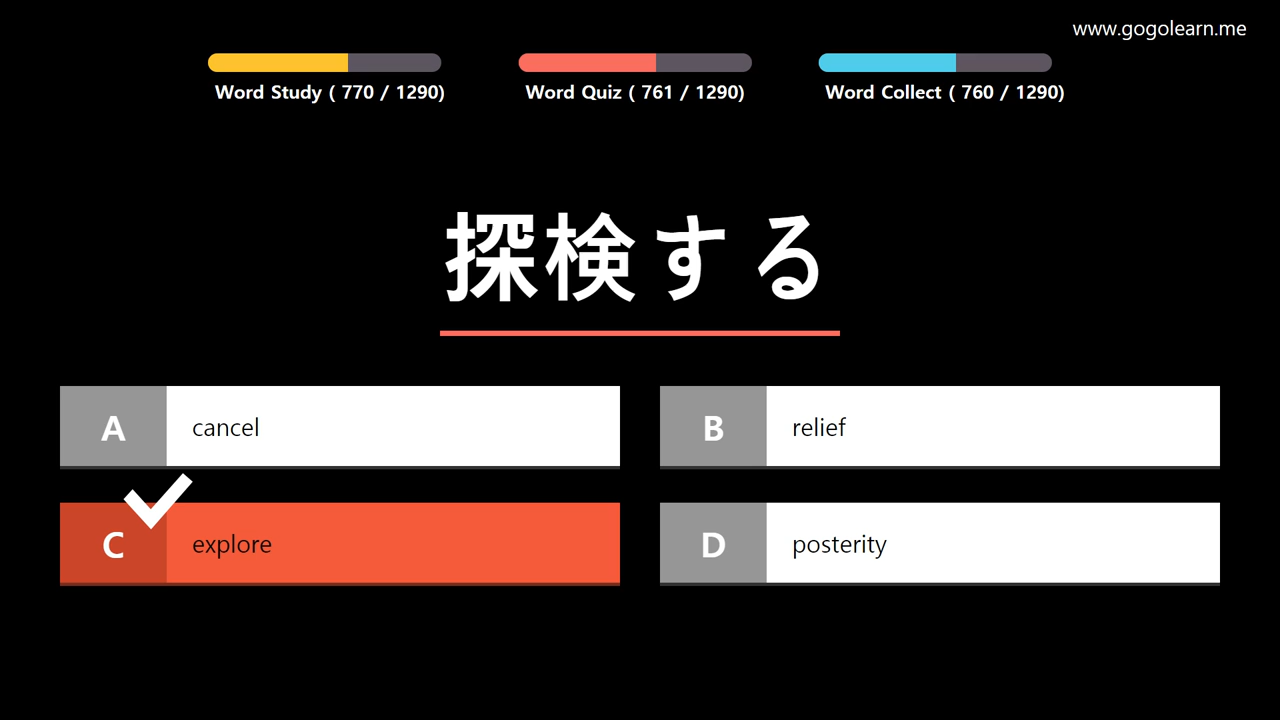 www.gogolearn.me
Word Study ( 770 / 1290)
Word Quiz ( 761 / 1290)
Word Collect ( 760 / 1290)
探検する
A cancel
B relief
C explore
D posterity